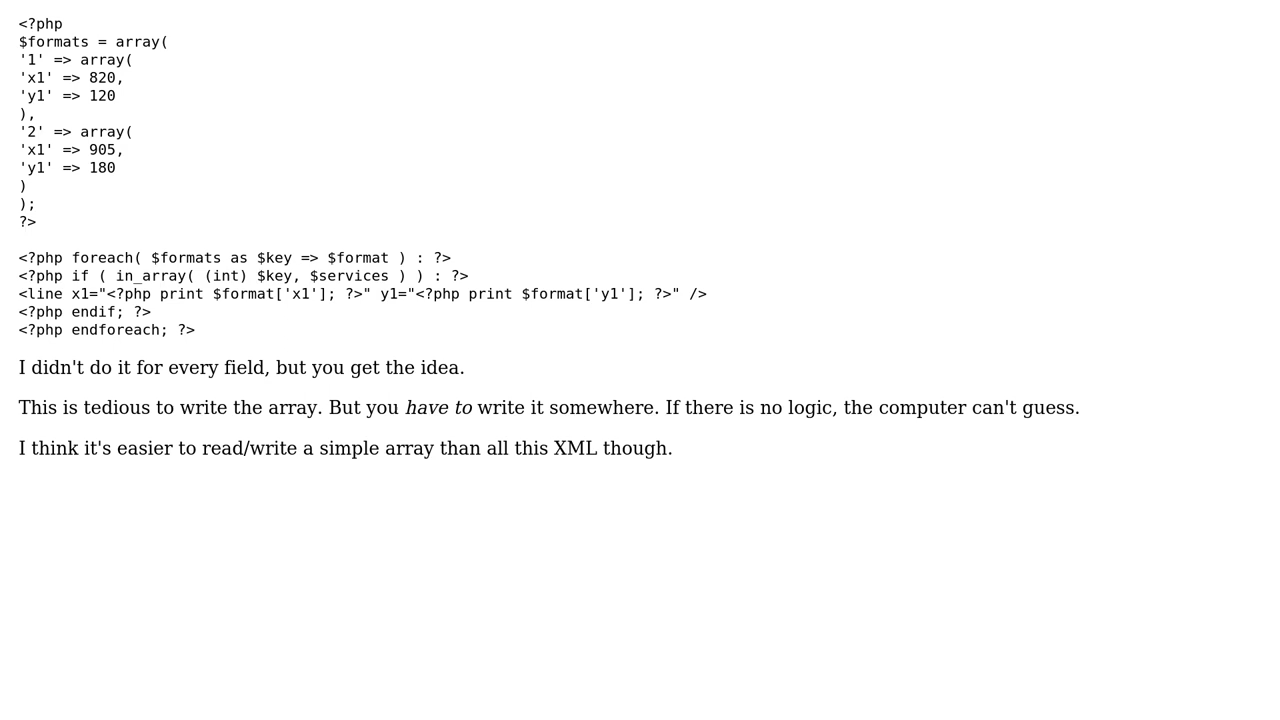 <?php
$formats = array(
'1' => array(
'x1' => 820,
'y1' => 120
),
'2' => array(
'x1' => 905,
'y1' => 180
)
);
?>

<?php foreach( $formats as $key => $format ) : ?>
<?php if ( in_array( (int) $key, $services ) ) : ?>
<line x1="<?php print $format['x1']; ?>" y1="<?php print $format['y1']; ?>" />
<?php endif; ?>
<?php endforeach; ?>
I didn't do it for every field, but you get the idea.
This is tedious to write the array. But you have to write it somewhere. If there is no logic, the computer can't guess.
I think it's easier to read/write a simple array than all this XML though.